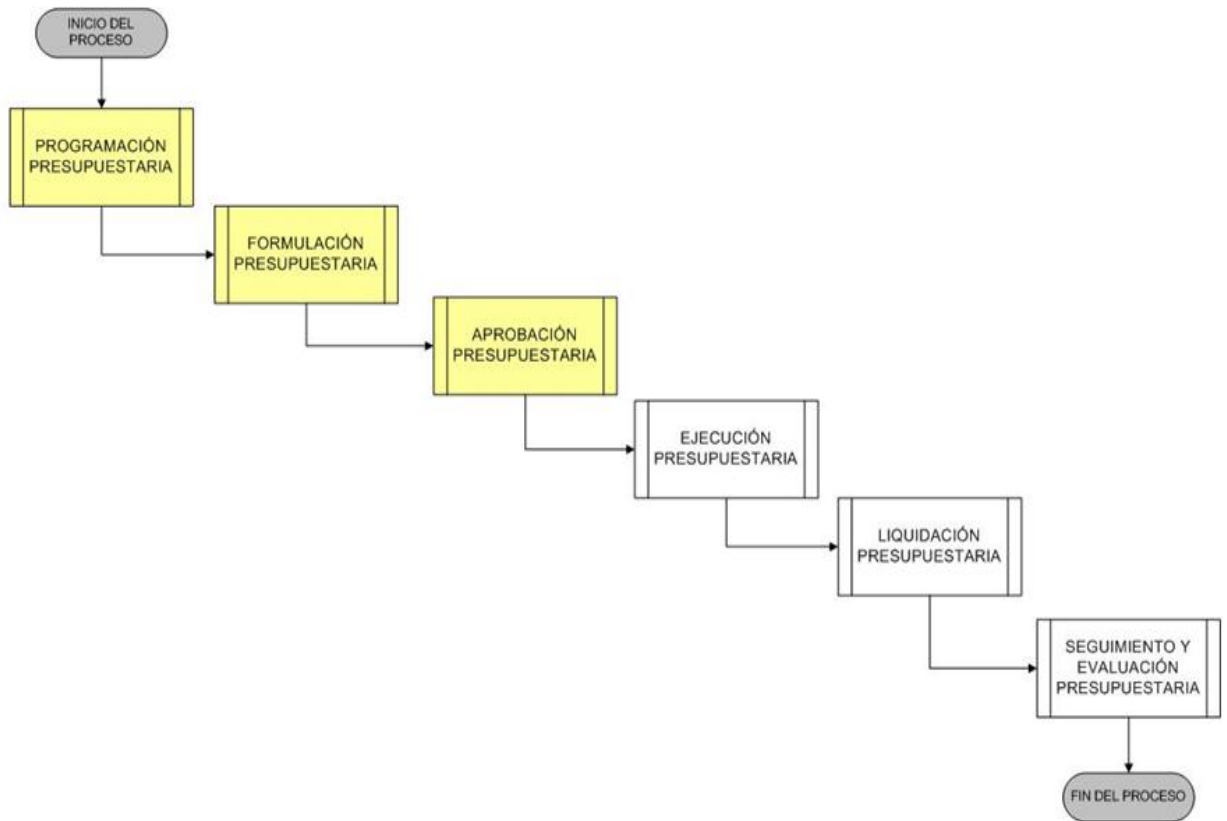 INICIO DEL
PROCESO
PROGRAMACIÓN
PRESUPUESTARIA
FORMULACIÓN
PRESUPUESTARIA
APROBACIÓN
PRESUPUESTARIA
EJECUCIÓN
PRESUPUESTARIA
LIQUIDACIÓN
PRESUPUESTARIA
SEGUIMIENTO Y
EVALUACIÓN
PRESUPUESTARIA
FIN DEL PROCESO